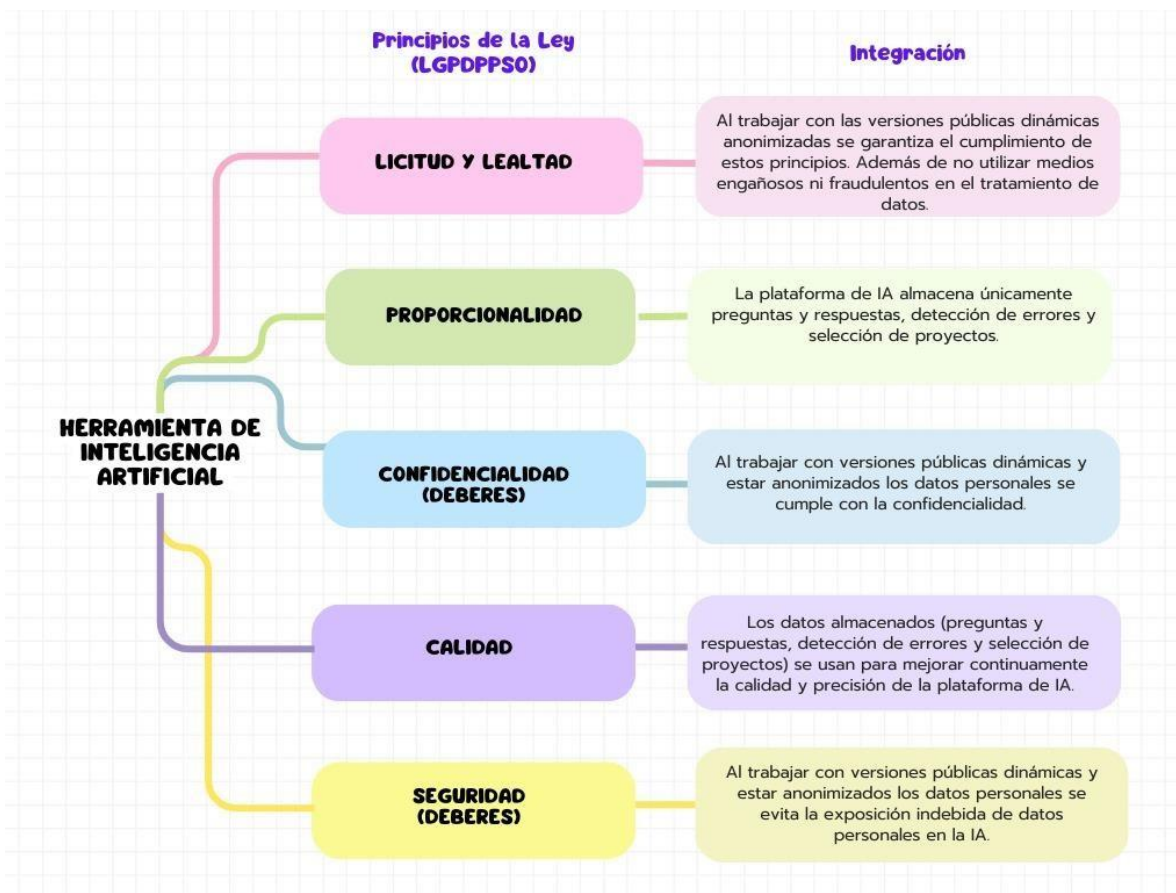 Principios de la Ley
(LGPDPPSO)
Integración
LICITUD Y LEALTAD
Al trabajar con las versiones públicas dinámicas
anonimizadas se garantiza el cumplimiento de
estos principios. Además de no utilizar medios
engañosos ni fraudulentos en el tratamiento de
datos.
PROPORCIONALIDAD
La plataforma de IA almacena únicamente
preguntas y respuestas, detección de errores y
selección de proyectos.
HERRAMIENTA DE
INTELIGENCIA
ARTIFICIAL
CONFIDENCIALIDAD
(DEBERES)
Al trabajar con versiones públicas dinámicas y
estar anonimizados los datos personales se
cumple con la confidencialidad.
CALIDAD
Los datos almacenados (preguntas y
respuestas, detección de errores y selección de
proyectos) se usan para mejorar continuamente
la calidad y precisión de la plataforma de IA.
SEGURIDAD
(DEBERES)
Al trabajar con versiones públicas dinámicas y
estar anonimizados los datos personales se
evita la exposición indebida de datos
personales en la IA.